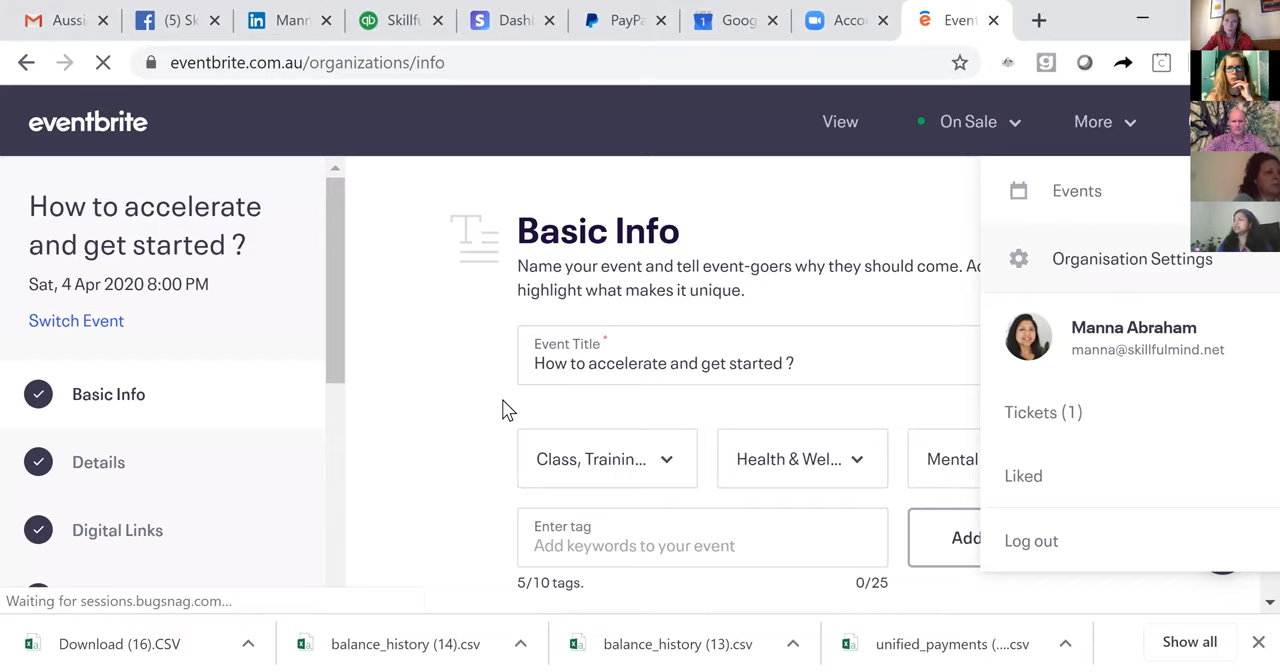 Aussi
(5) Sk
Mann
Skillfu
Dash
PayPa
Goog
Acco
Event
eventbrite.com.au/organizations/info
eventbrite
View
On Sale
More
How to accelerate
and get started ?
Sat, 4 Apr 2020 8:00 PM
Switch Event
Basic Info
Details
Digital Links
Basic Info
Name your event and tell event-goers why they should come. Ad
highlight what makes it unique.
Event Title *
How to accelerate and get started ?
Class, Trainin...
Health & Wel...
Mental
Enter tag
Add keywords to your event
Add
5/10 tags.
0/25
Events
Organisation Settings
Manna Abraham
manna@skillfulmind.net
Tickets (1)
Liked
Log out
Waiting for sessions.bugsnag.com...
Download (16).CSV
balance_history (14).csv
balance_history (13).csv
unified_payments (....csv
Show all